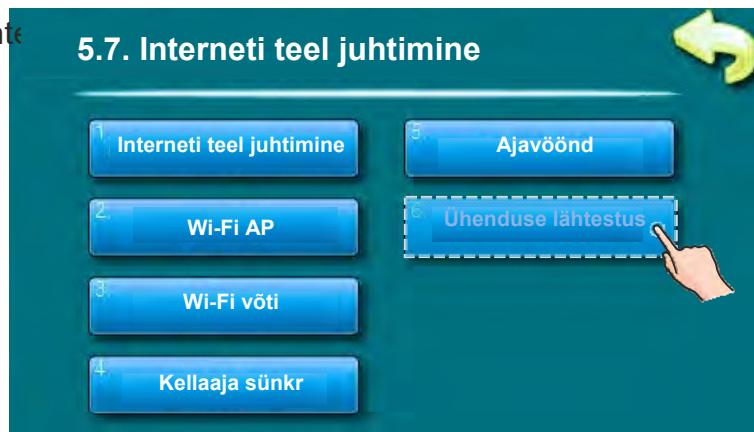 5.7. Interneti teel juhtimine
1. Interneti teel juhtimine
2. Wi-Fi AP
3. Wi-Fi võti
4. Kellaaja sünkr
5. Ajavöönd
6. Ühenduse lähtestus